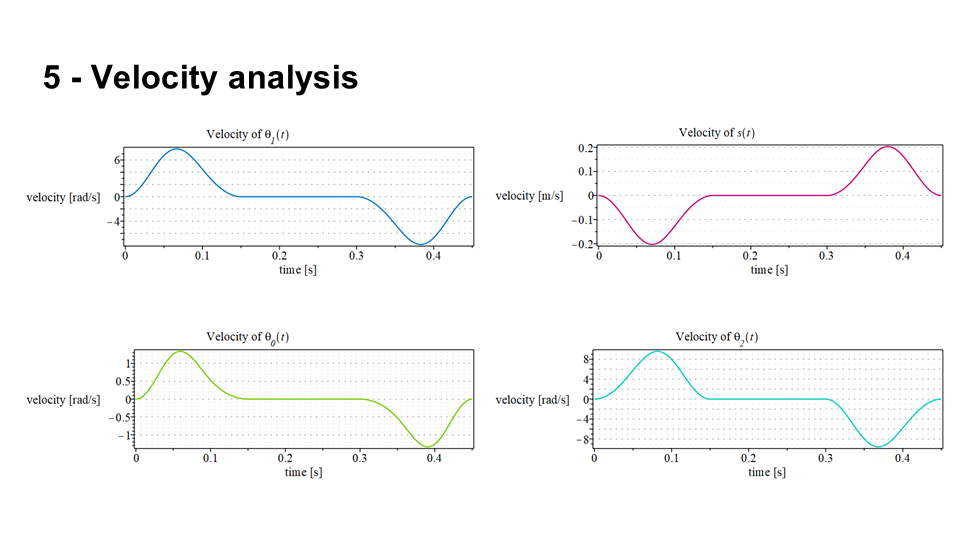 5 - Velocity analysis
Velocity of θ₁(t)
6
0
−4
velocity [rad/s]
0 0.1 0.2 0.3 0.4
time [s]
Velocity of s(t)
0.2
0.1
0
−0.1
−0.2
velocity [m/s]
0 0.1 0.2 0.3 0.4
time [s]
Velocity of θ₀(t)
1
0.5
0
−0.5
−1
velocity [rad/s]
0 0.1 0.2 0.3 0.4
time [s]
Velocity of θ₂(t)
8
4
0
−4
−8
velocity [rad/s]
0 0.1 0.2 0.3 0.4
time [s]